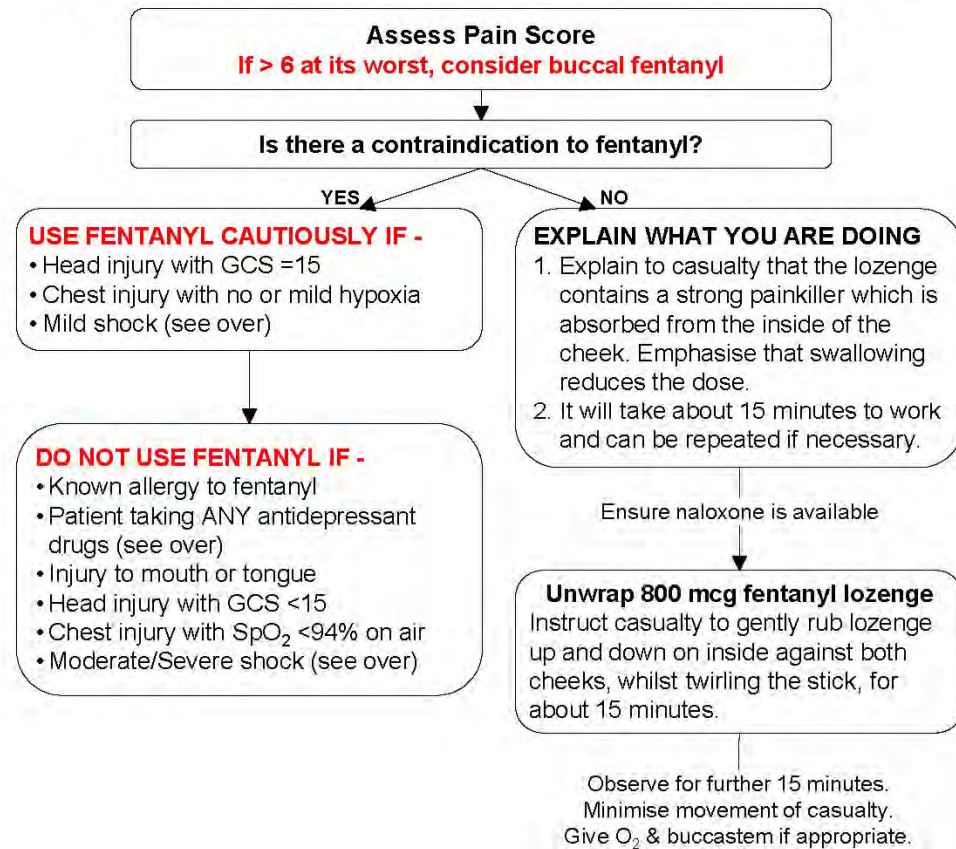 Assess Pain Score
If > 6 at its worst, consider buccal fentanyl
Is there a contraindication to fentanyl?
YES
NO
USE FENTANYL CAUTIOUSLY IF -
• Head injury with GCS =15
• Chest injury with no or mild hypoxia
• Mild shock (see over)
DO NOT USE FENTANYL IF -
• Known allergy to fentanyl
• Patient taking ANY antidepressant
drugs (see over)
• Injury to mouth or tongue
• Head injury with GCS <15
• Chest injury with SpO₂ <94% on air
• Moderate/Severe shock (see over)
EXPLAIN WHAT YOU ARE DOING
1. Explain to casualty that the lozenge
contains a strong painkiller which is
absorbed from the inside of the
cheek. Emphasise that swallowing
reduces the dose.
2. It will take about 15 minutes to work
and can be repeated if necessary.
Ensure naloxone is available
Unwrap 800 mcg fentanyl lozenge
Instruct casualty to gently rub lozenge
up and down on inside against both
cheeks, whilst twirling the stick, for
about 15 minutes.
Observe for further 15 minutes.
Minimise movement of casualty.
Give O₂ & buccastem if appropriate.